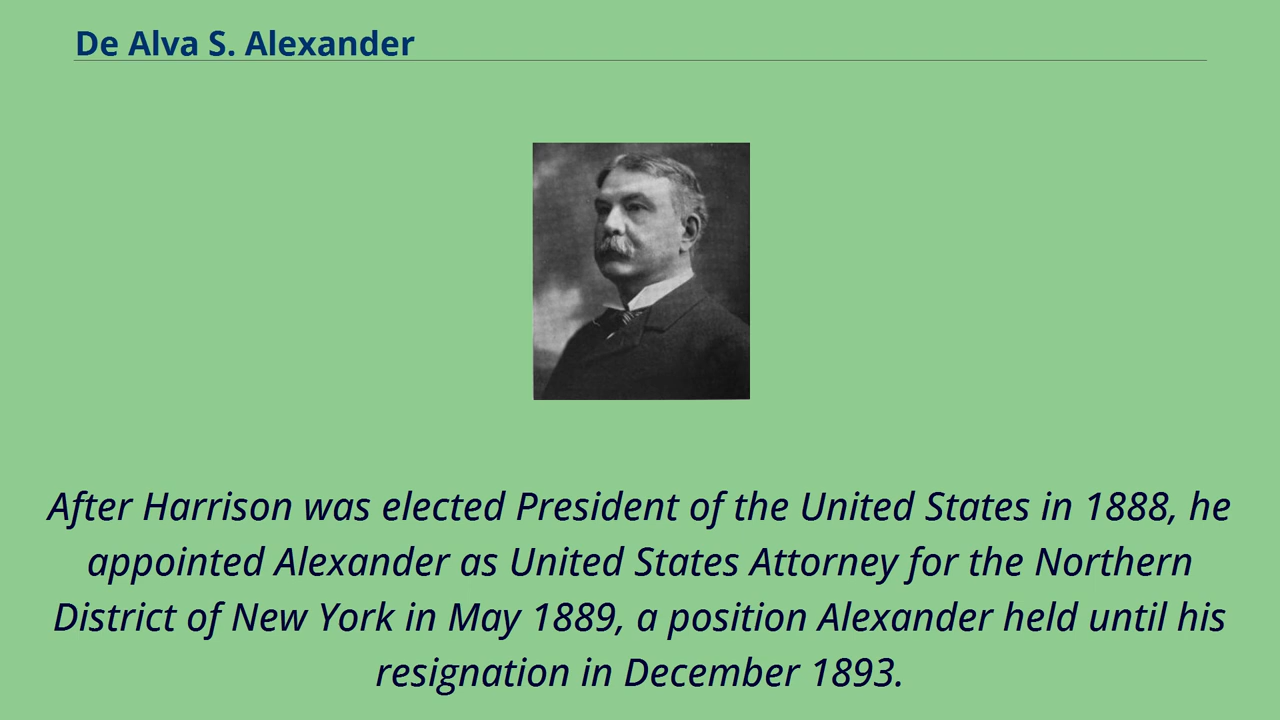 De Alva S. Alexander
After Harrison was elected President of the United States in 1888, he
appointed Alexander as United States Attorney for the Northern
District of New York in May 1889, a position Alexander held until his
resignation in December 1893.